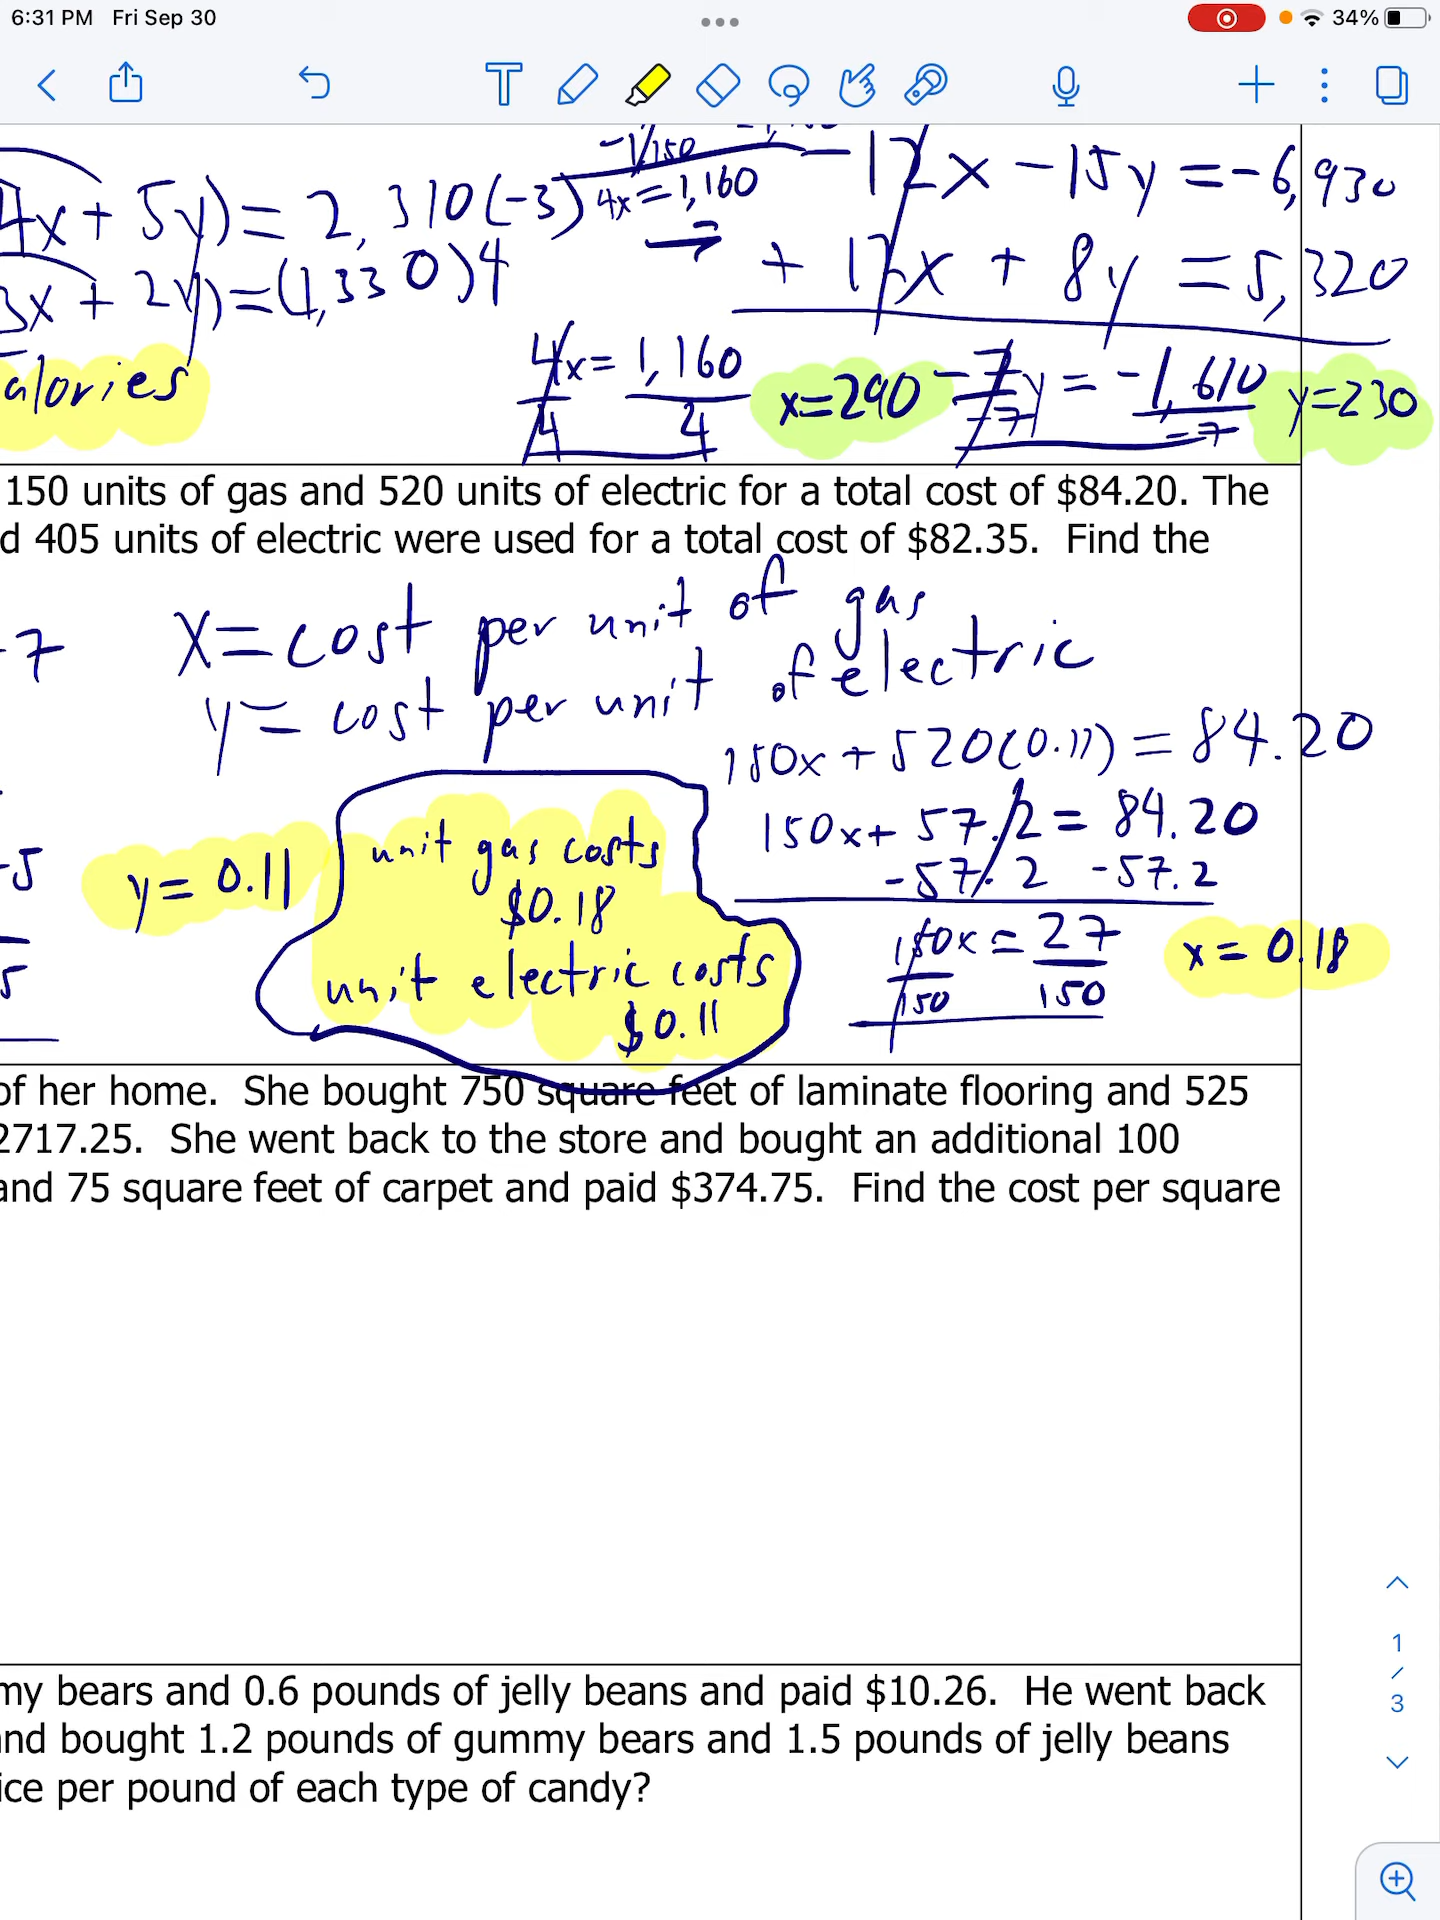 6:31 PM Fri Sep 30
34%
-1,150
4x + 5y) = 2,310(-3) 4x = 1,160
-12x - 15y = -6,930
3x + 2y) = (1,330)4
+ 12x + 8y = 5,320
alories
4x = 1,160
4 4
x=290
-7y = -1,610
-7 -7
y=230
150 units of gas and 520 units of electric for a total cost of $84.20. The
d 405 units of electric were used for a total cost of $82.35. Find the
-7
x = cost per unit of gas
y = cost per unit of electric
150x + 520(0.11) = 84.20
150x + 57.2 = 84.20
-57.2 -57.2
-5
5
y = 0.11
unit gas costs
$0.18
unit electric costs
$0.11
150x = 27
150 150
x = 0.18
of her home. She bought 750 square feet of laminate flooring and 525
2717.25. She went back to the store and bought an additional 100
and 75 square feet of carpet and paid $374.75. Find the cost per square
my bears and 0.6 pounds of jelly beans and paid $10.26. He went back
nd bought 1.2 pounds of gummy bears and 1.5 pounds of jelly beans
ice per pound of each type of candy?
1
/
3